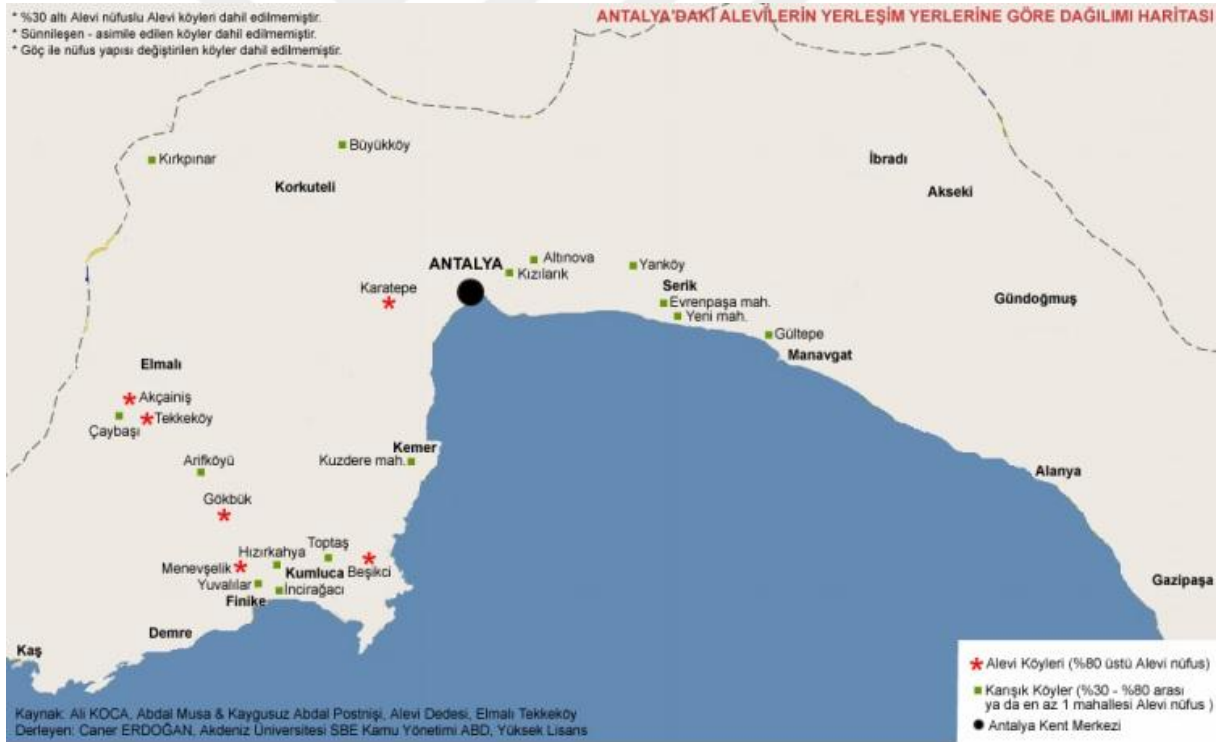 * %30 altı Alevi nüfuslu Alevi köyleri dahil edilmemiştir.
* Sünnileşen - asimile edilen köyler dahil edilmemiştir.
* Göç ile nüfus yapısı değiştirilen köyler dahil edilmemiştir.
ANTALYA'DAKİ ALEVİLERİN YERLEŞİM YERLERİNE GÖRE DAĞILIMI HARİTASI
Büyükköy
Kırkpınar
Korkuteli
İbradı
Akseki
ANTALYA
Altınova
Kızılarık
Yanköy
Karatepe
Serik
Evrenpaşa mah.
Yeni mah.
Gündoğmuş
Gültepe
Manavgat
Elmalı
Akçainiş
Tekkeköy
Çaybaşı
Kemer
Kuzdere mah.
Arifköyü
Alanya
Gökbük
Toptaş
Hızırkahya
Menevşelik
Kumluca
Beşikci
Yuvalılar
İncirağacı
Finike
Gazipaşa
Demre
Kaş
Alevi Köyleri (%80 üstü Alevi nüfus)
Karışık Köyler (%30 - %80 arası
ya da en az 1 mahallesi Alevi nüfus )
Antalya Kent Merkezi
Kaynak: Ali KOCA, Abdal Musa & Kaygusuz Abdal Postnişi, Alevi Dedesi, Elmalı Tekkeköy
Derleyen: Caner ERDOĞAN, Akdeniz Üniversitesi SBE Kamu Yönetimi ABD, Yüksek Lisans